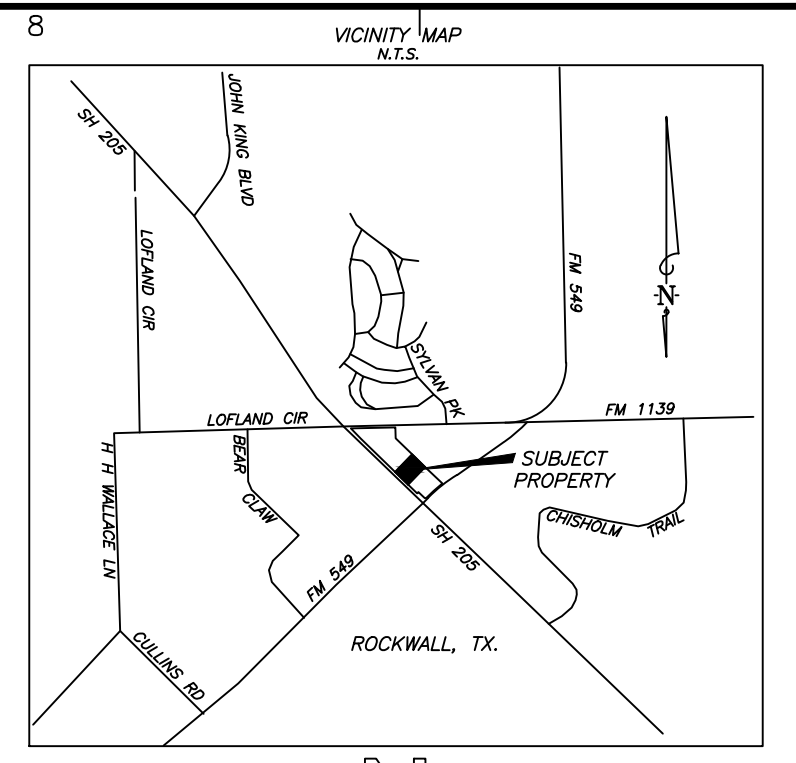 8
VICINITY MAP
N.T.S.
SH 205
JOHN KING BLVD
LOFLAND CIR
FM 549
-N-
SYLVAN PK
LOFLAND CIR
FM 1139
BEAR
CLAW
H H WALLACE LN
SUBJECT
PROPERTY
CHISHOLM TRAIL
SH 205
FM 549
ROCKWALL, TX.
CULLINS RD